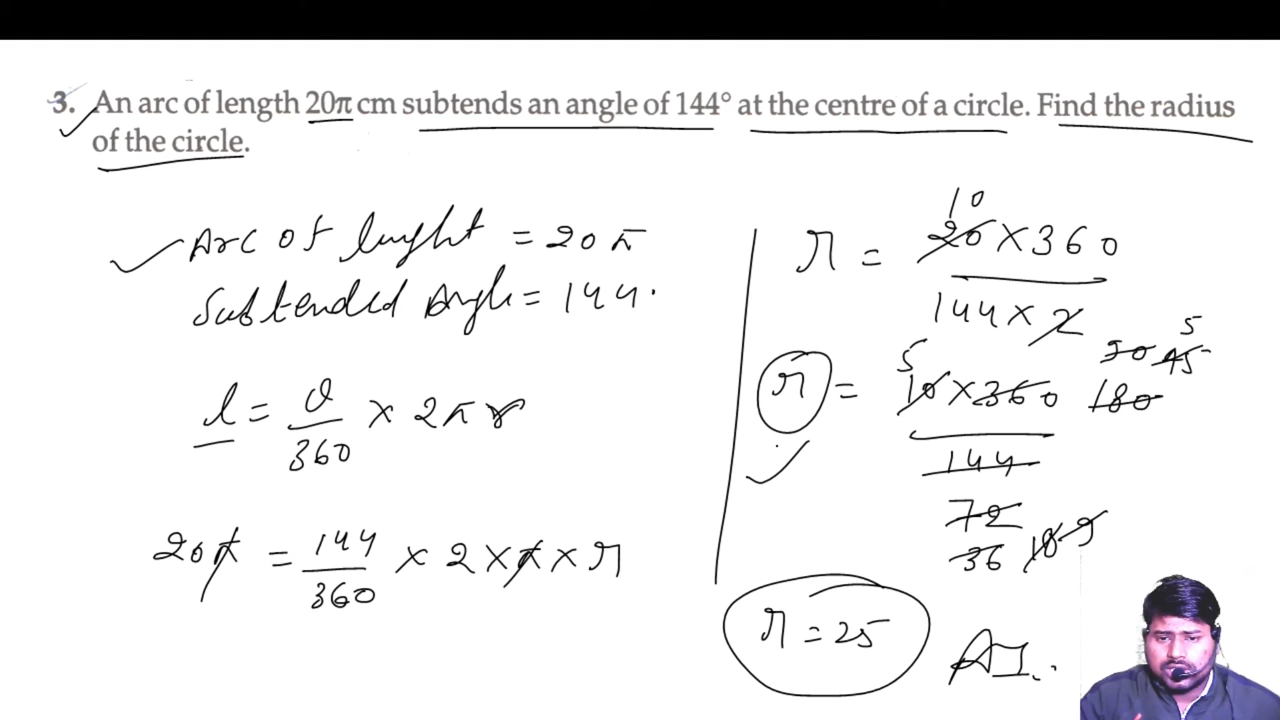 3. An arc of length 20π cm subtends an angle of 144° at the centre of a circle. Find the radius
of the circle.
Arc of lenght = 20π
Subtended Angle = 144°
l = θ/360 × 2πr
20π = 144/360 × 2 × π × r
r = 20 × 360 / 144 × 2
10
r = 10 × 360 / 144
5
180
90 45 5
72
36 18 9
r = 25